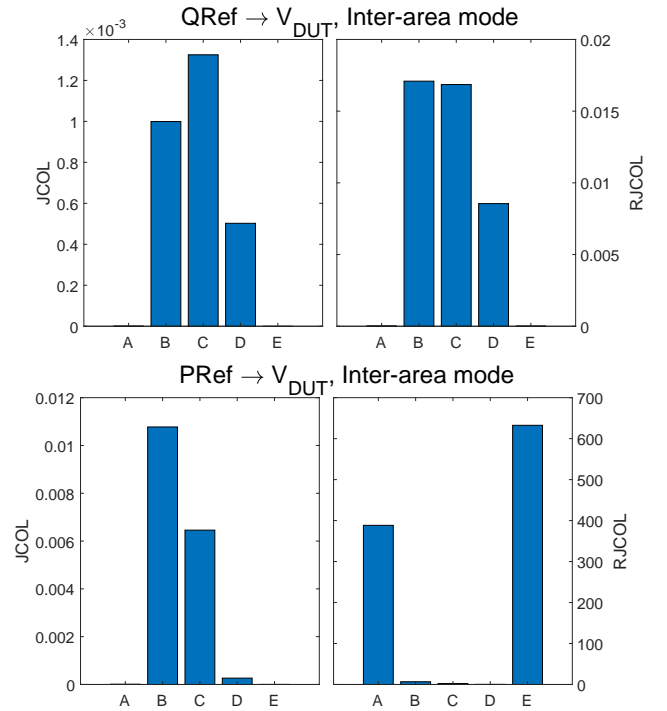 QRef → V_DUT, Inter-area mode
×10^-3
1.4
1.2
1
0.8
0.6
0.4
0.2
0
JCOL
A B C D E
0.02
0.015
0.01
0.005
0
RJCOL
A B C D E
PRef → V_DUT, Inter-area mode
0.012
0.01
0.008
0.006
0.004
0.002
0
JCOL
A B C D E
700
600
500
400
300
200
100
0
RJCOL
A B C D E